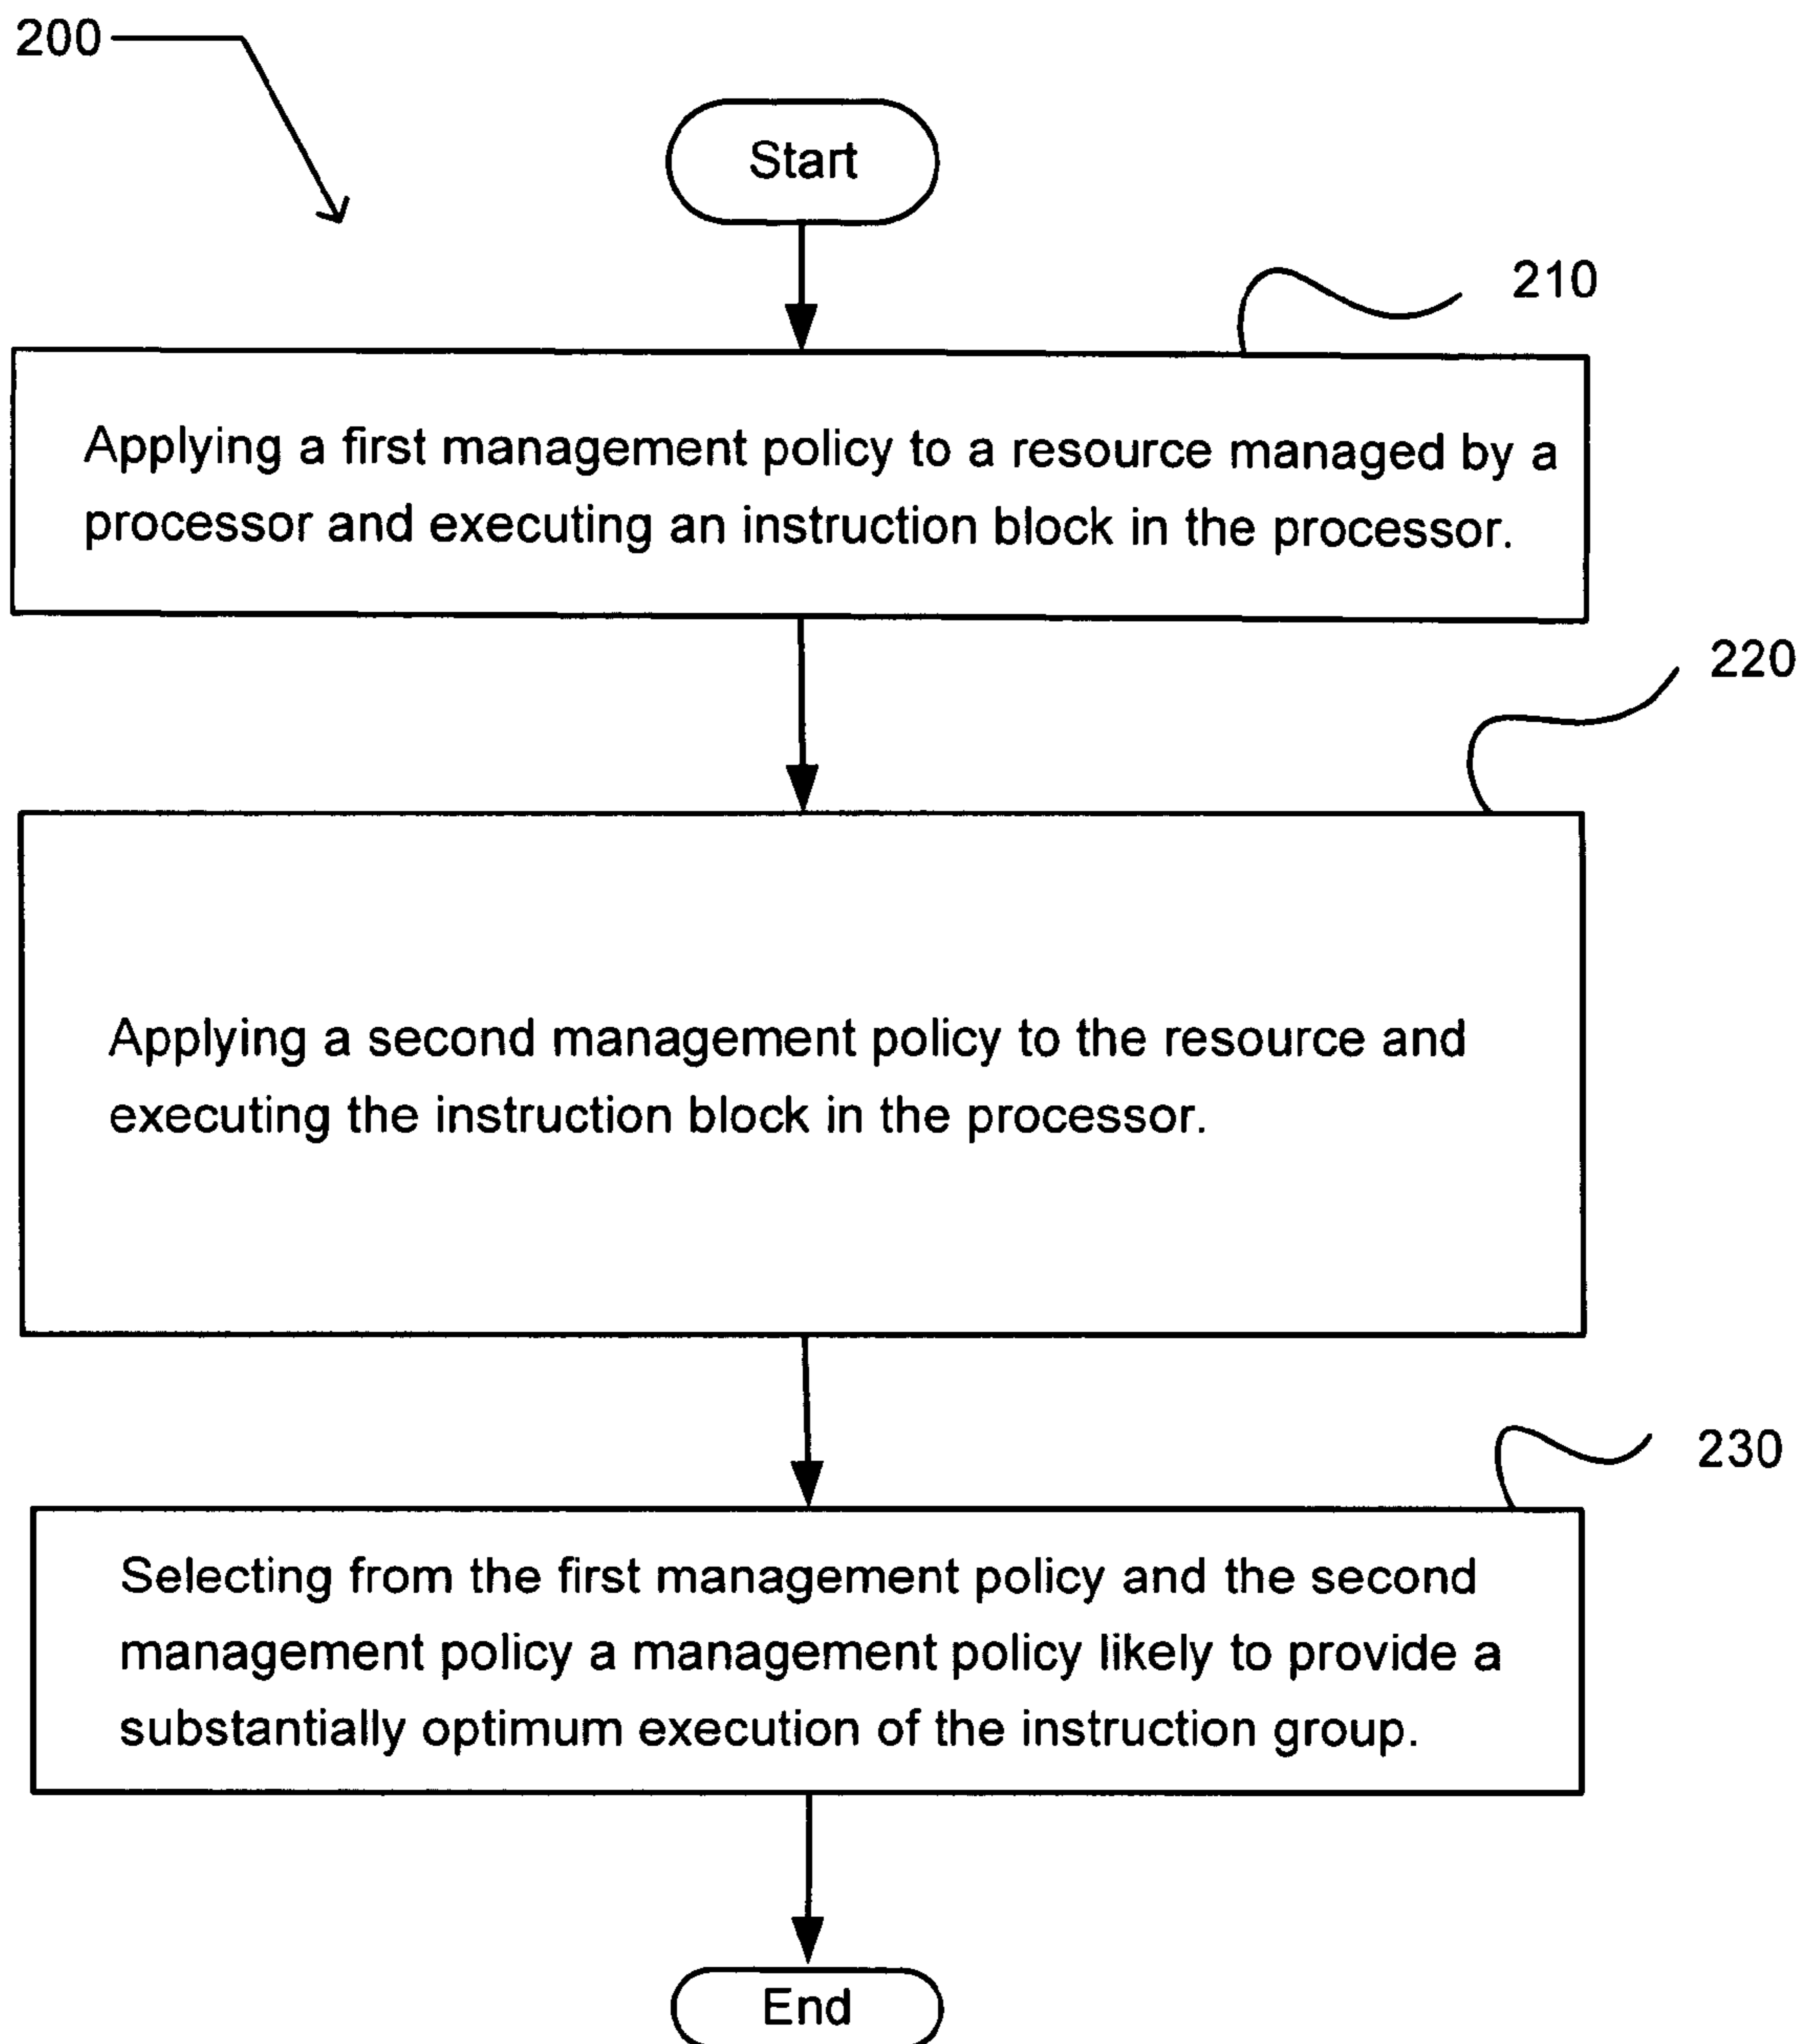 200
Start
210
Applying a first management policy to a resource managed by a
processor and executing an instruction block in the processor.
220
Applying a second management policy to the resource and
executing the instruction block in the processor.
230
Selecting from the first management policy and the second
management policy a management policy likely to provide a
substantially optimum execution of the instruction group.
End